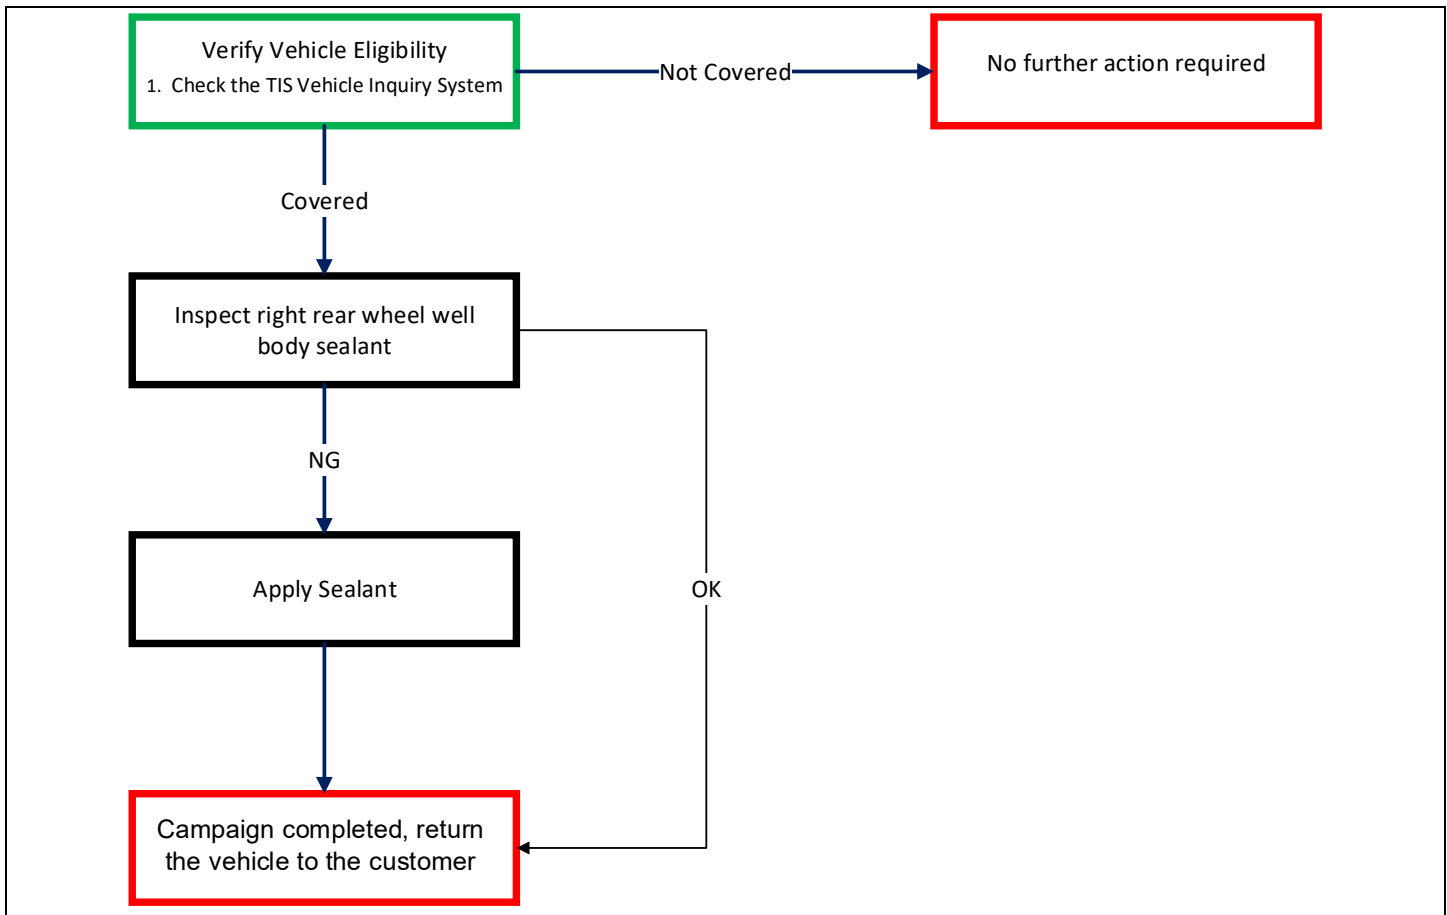 Verify Vehicle Eligibility
1. Check the TIS Vehicle Inquiry System
Not Covered
No further action required
Covered
Inspect right rear wheel well
body sealant
NG
Apply Sealant
OK
Campaign completed, return
the vehicle to the customer